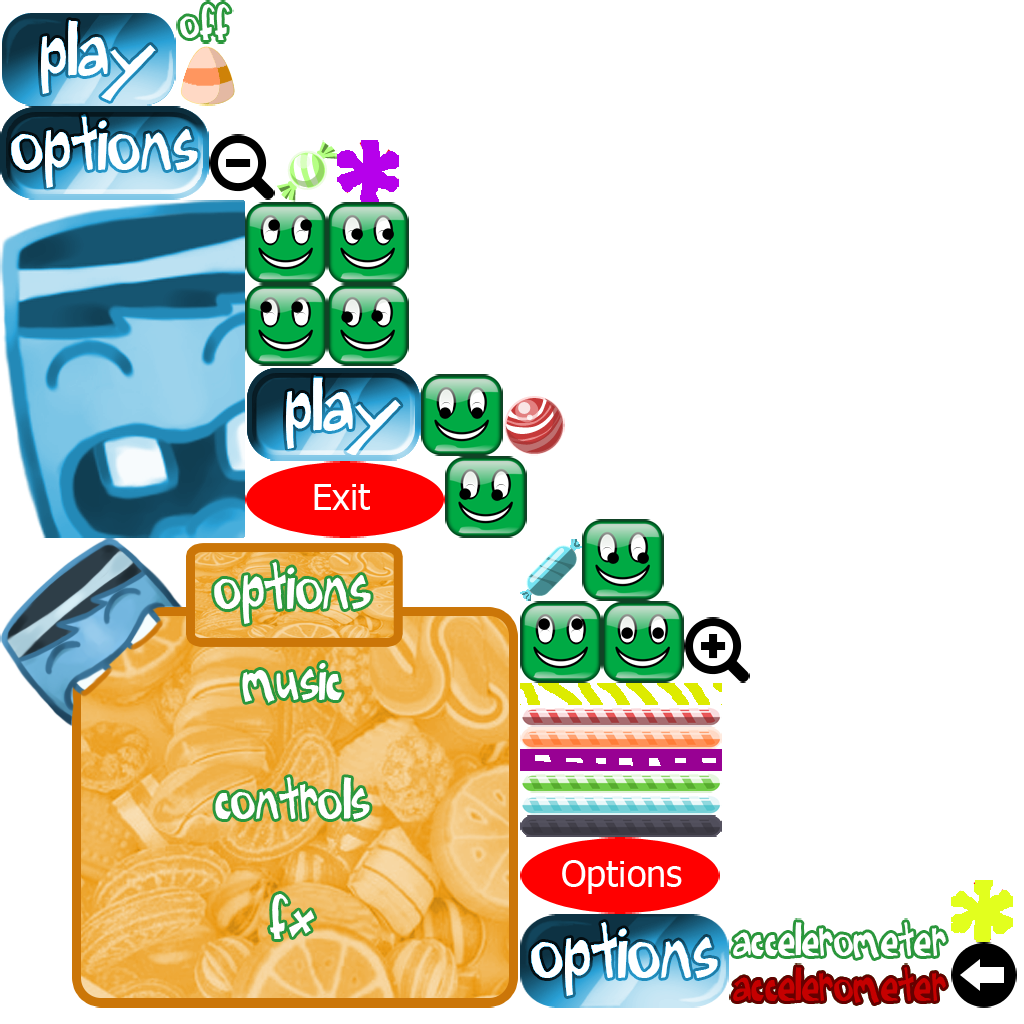 play
off
options
play
Exit
options
music
controls
fx
Options
options
accelerometer
accelerometer